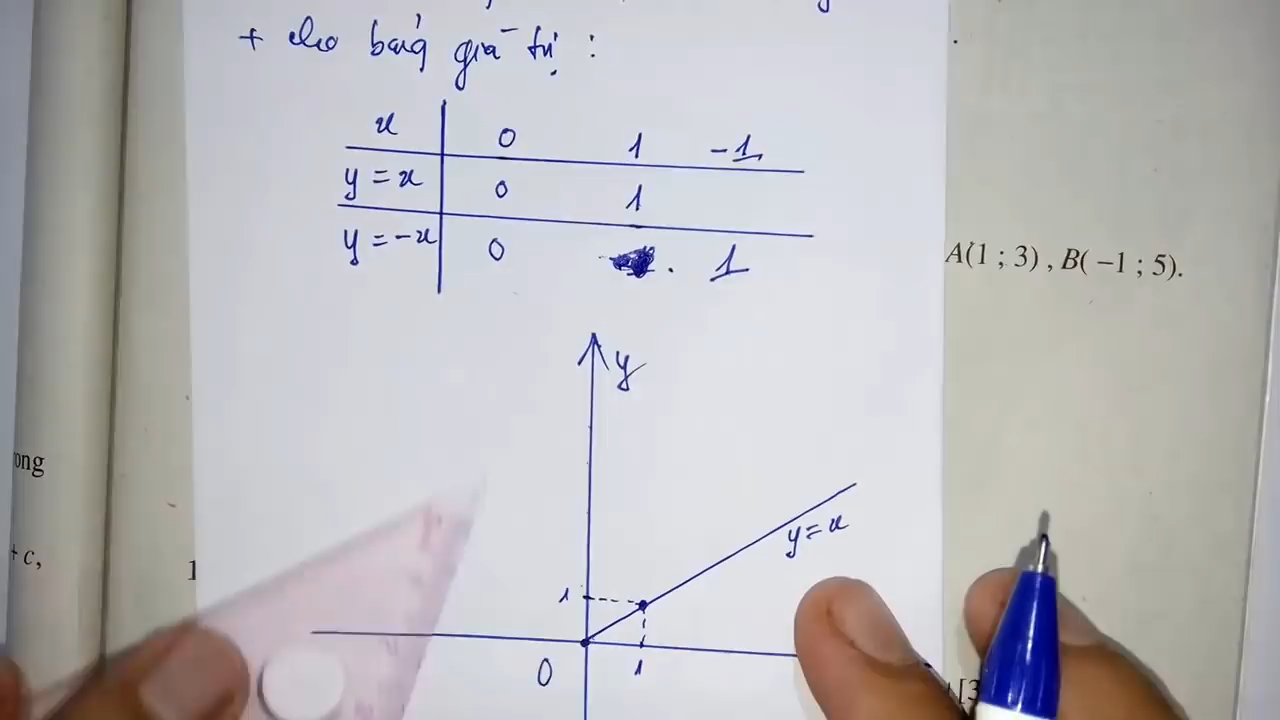 + cho bảng giá trị :
x 0 1 -1
y = x 0 1
y = -x 0 . 1
A(1 ; 3) , B( −1 ; 5).
y
ong
y = x
+ c,
1
1
0 1
[3